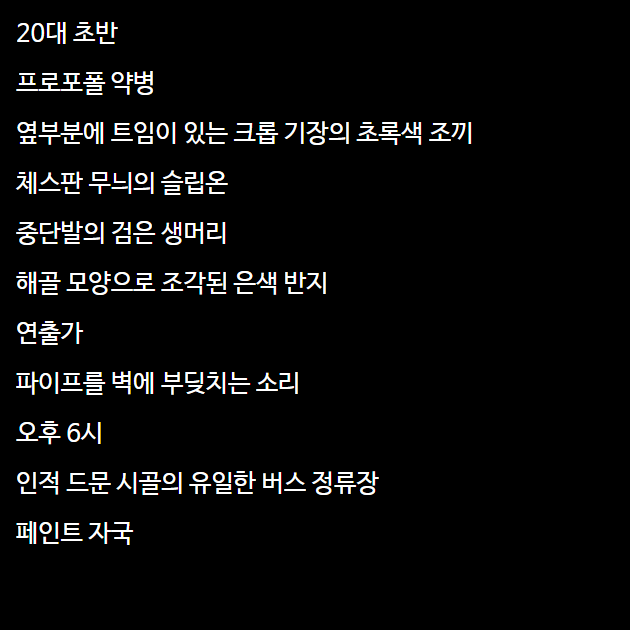 20대 초반
프로포폴 약병
옆부분에 트임이 있는 크롭 기장의 초록색 조끼
체스판 무늬의 슬립온
중단발의 검은 생머리
해골 모양으로 조각된 은색 반지
연출가
파이프를 벽에 부딪치는 소리
오후 6시
인적 드문 시골의 유일한 버스 정류장
페인트 자국